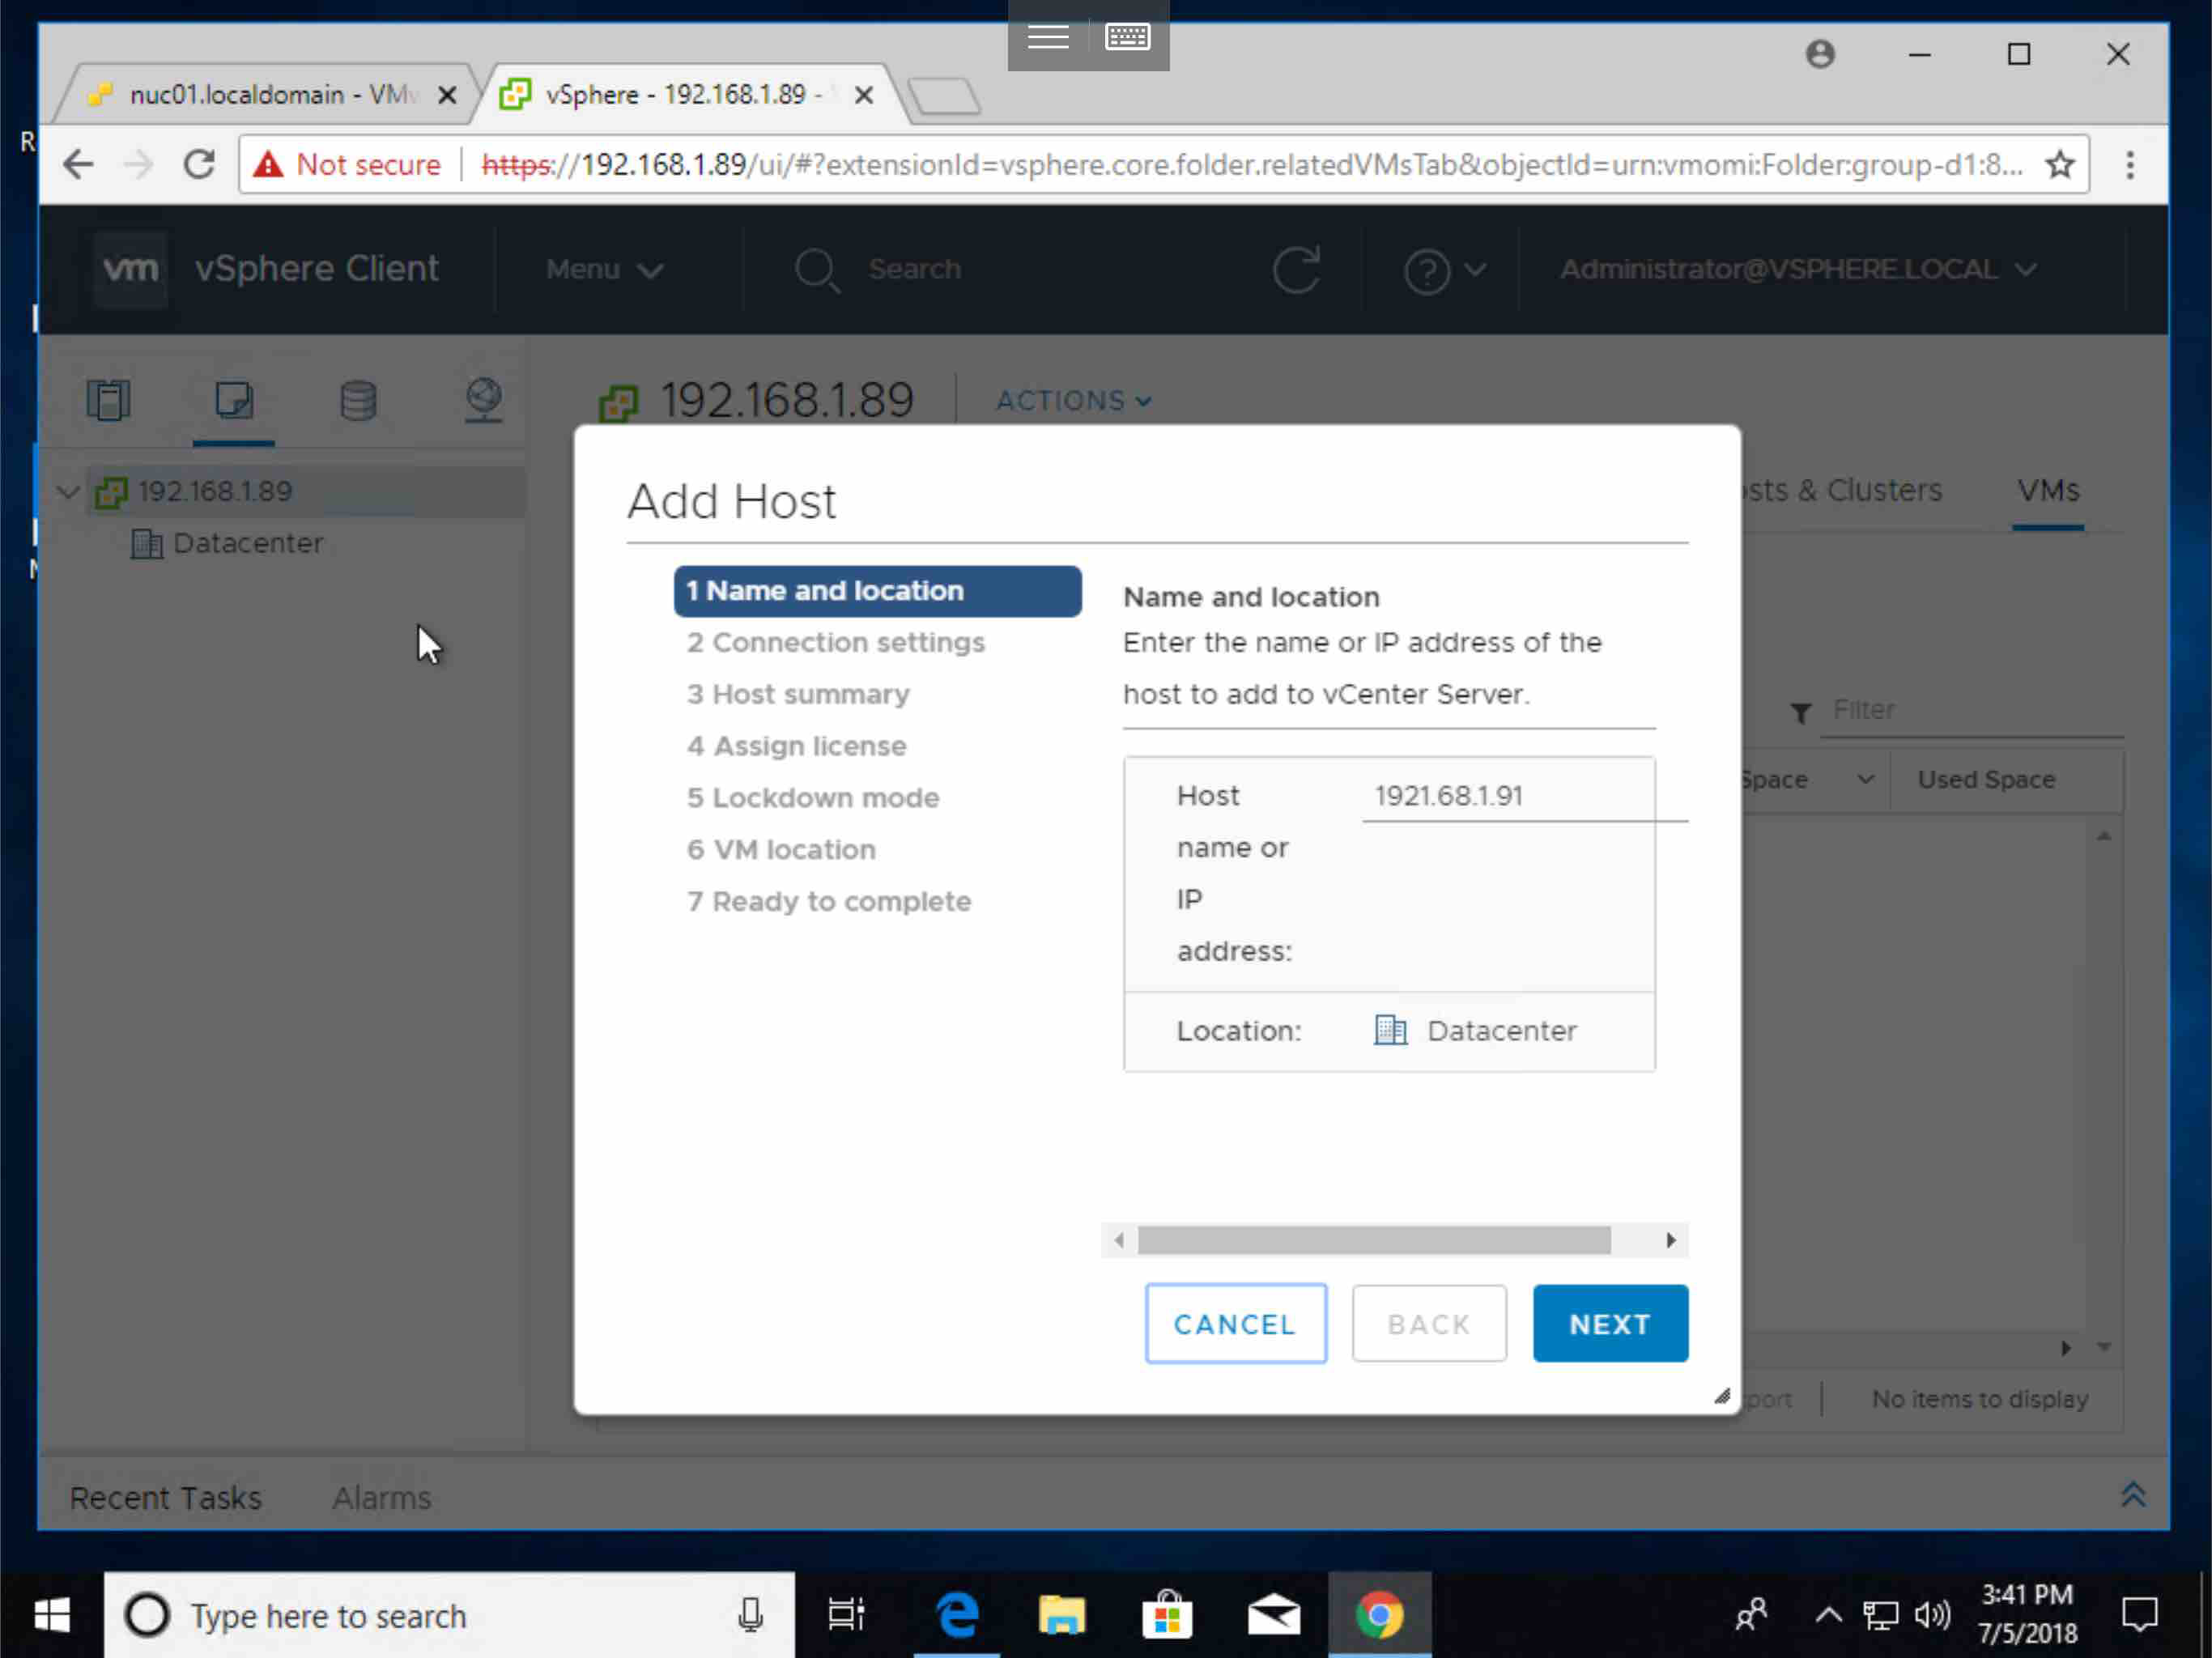 nuc01.localdomain - VMw
vSphere - 192.168.1.89 -
R
Not secure
https://192.168.1.89/ui/#?extensionId=vsphere.core.folder.relatedVMsTab&objectId=urn:vmomi:Folder:group-d1:8...
vm vSphere Client
Menu
Search
Administrator@VSPHERE.LOCAL
192.168.1.89
ACTIONS
192.168.1.89
Datacenter
sts & Clusters
VMs
Add Host
1 Name and location
2 Connection settings
3 Host summary
4 Assign license
5 Lockdown mode
6 VM location
7 Ready to complete
Name and location
Enter the name or IP address of the
host to add to vCenter Server.
Host
name or
IP
address:
1921.68.1.91
Location:
Datacenter
Filter
Space
Used Space
CANCEL
BACK
NEXT
port
No items to display
Recent Tasks
Alarms
Type here to search
3:41 PM
7/5/2018